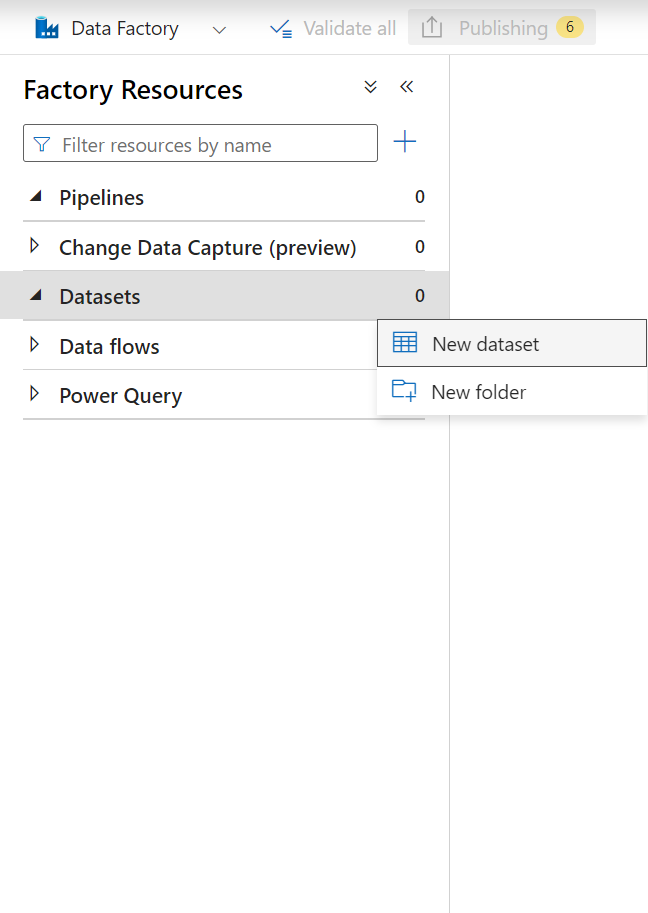 Data Factory Validate all Publishing 6
Factory Resources
Filter resources by name
Pipelines 0
Change Data Capture (preview) 0
Datasets 0
New dataset
Data flows
New folder
Power Query